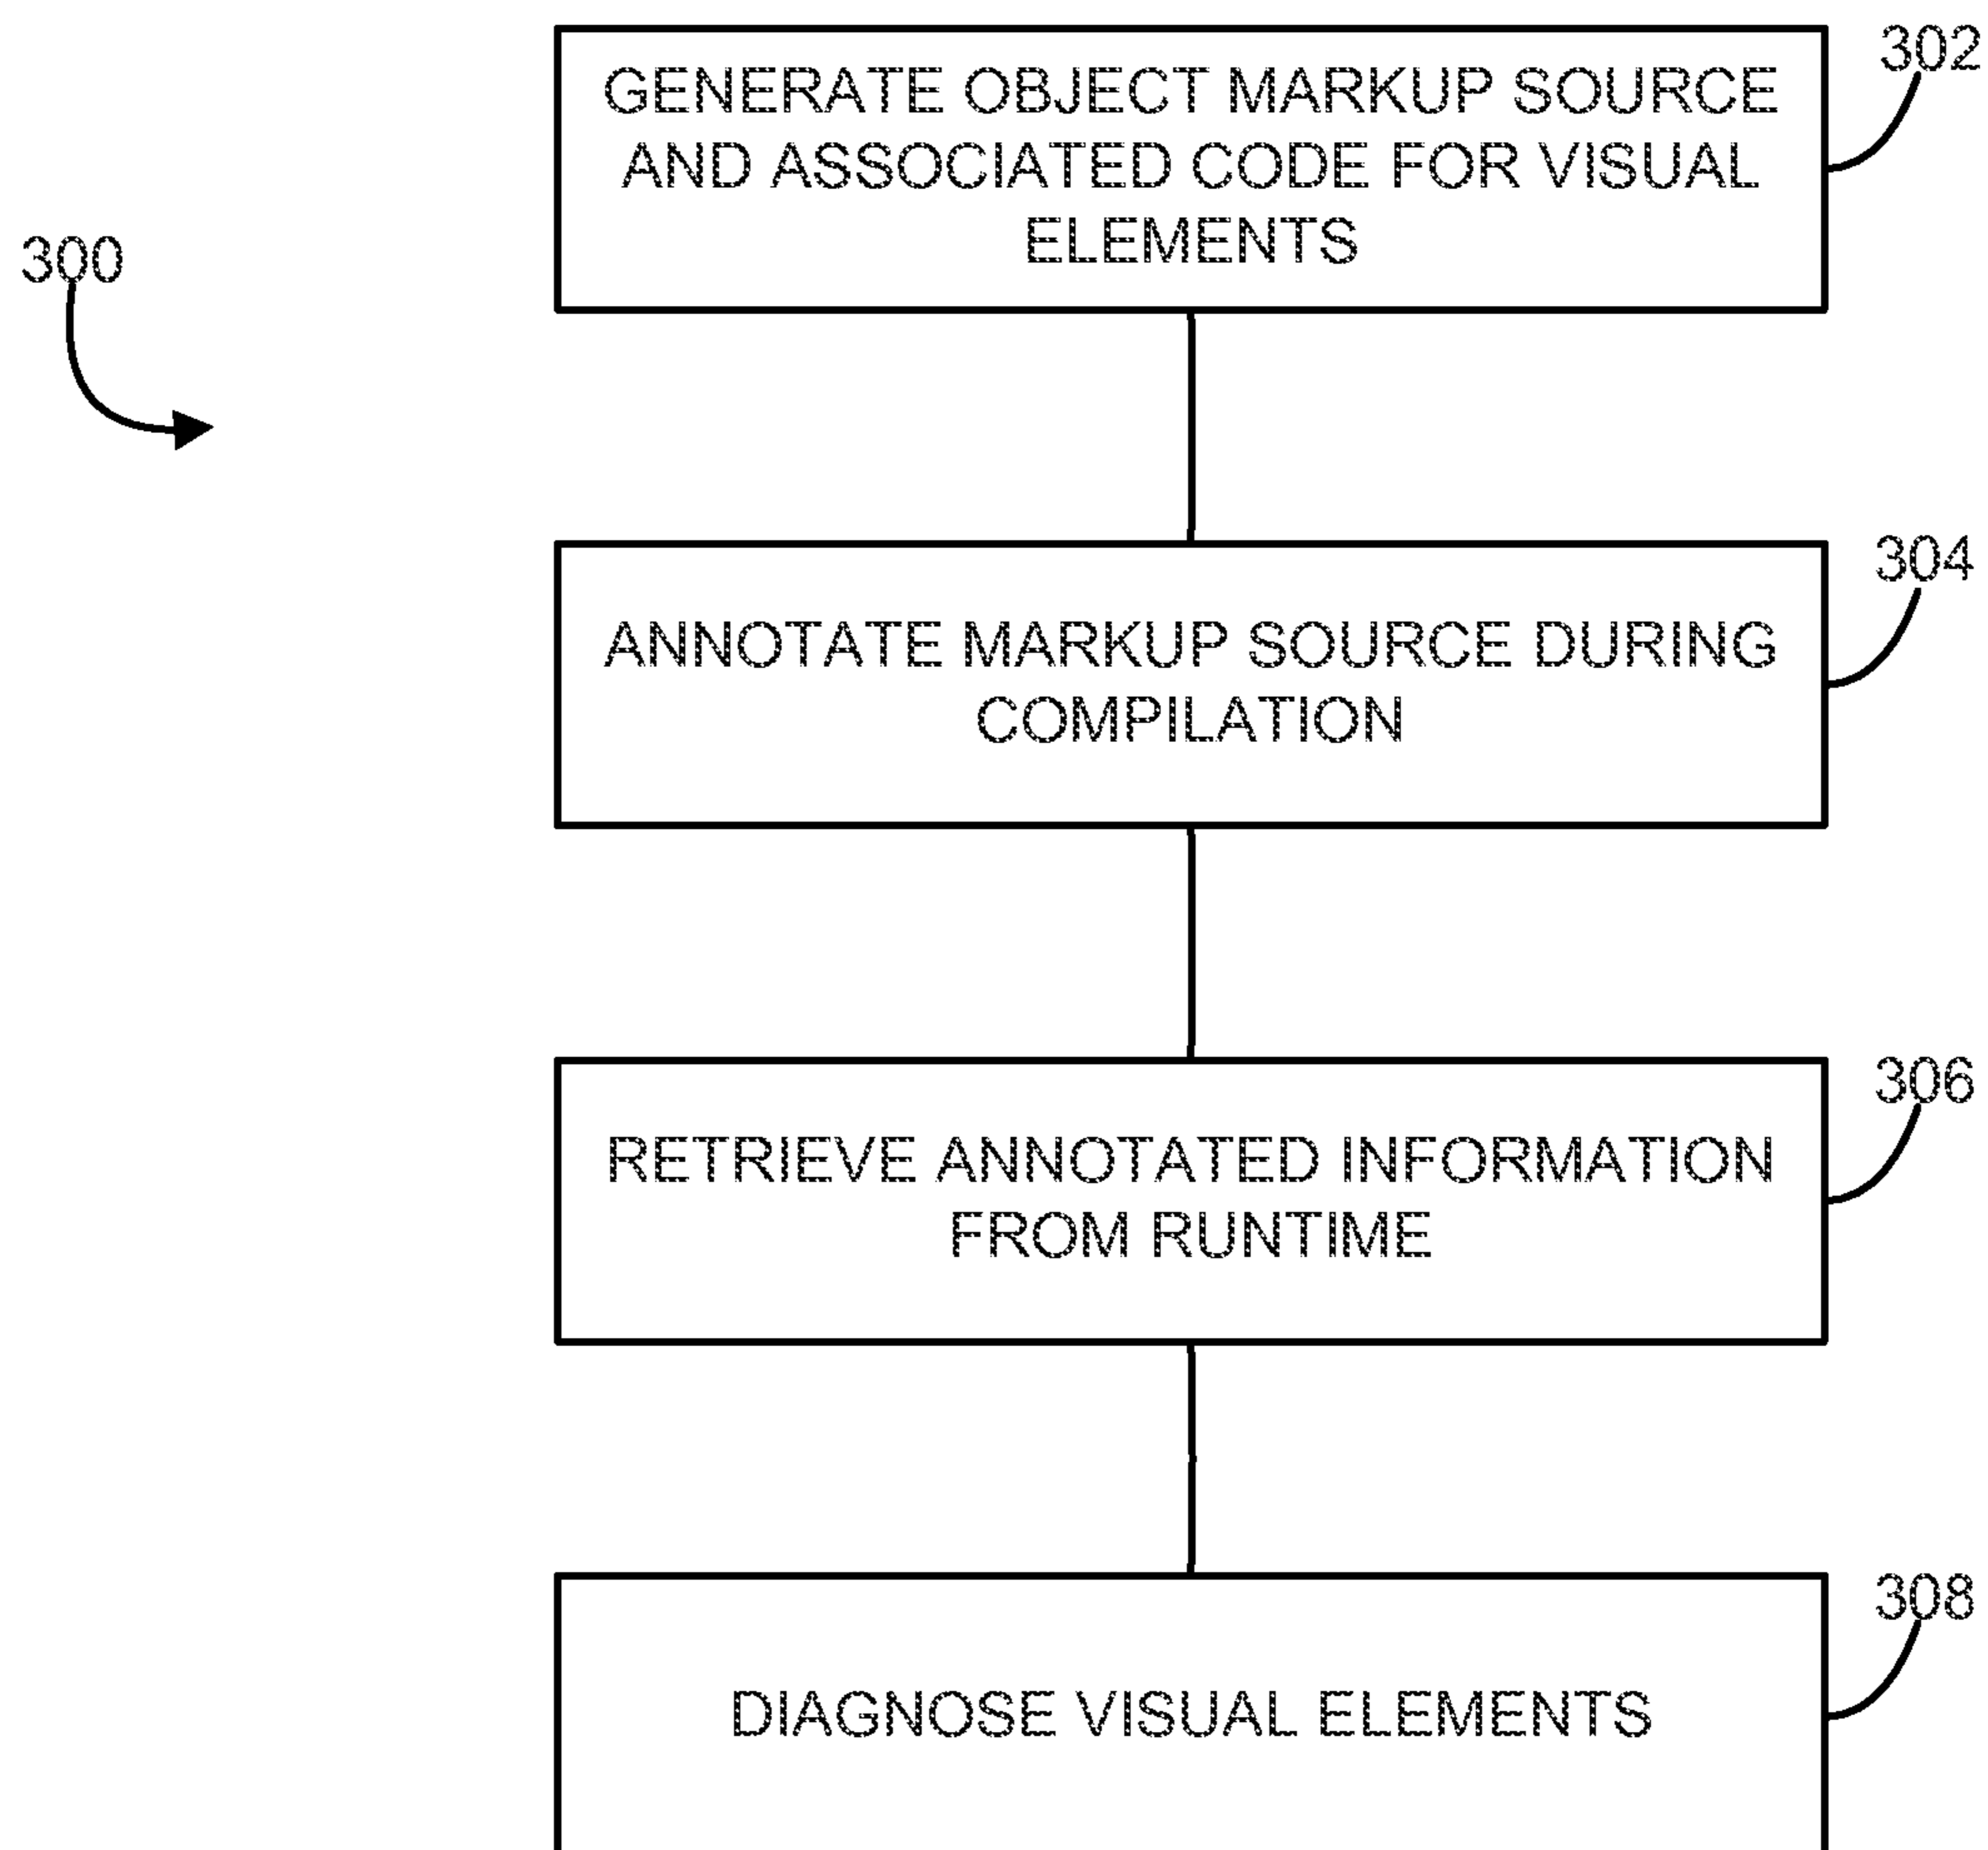 302
GENERATE OBJECT MARKUP SOURCE
AND ASSOCIATED CODE FOR VISUAL
ELEMENTS
300
304
ANNOTATE MARKUP SOURCE DURING
COMPILATION
306
RETRIEVE ANNOTATED INFORMATION
FROM RUNTIME
308
DIAGNOSE VISUAL ELEMENTS